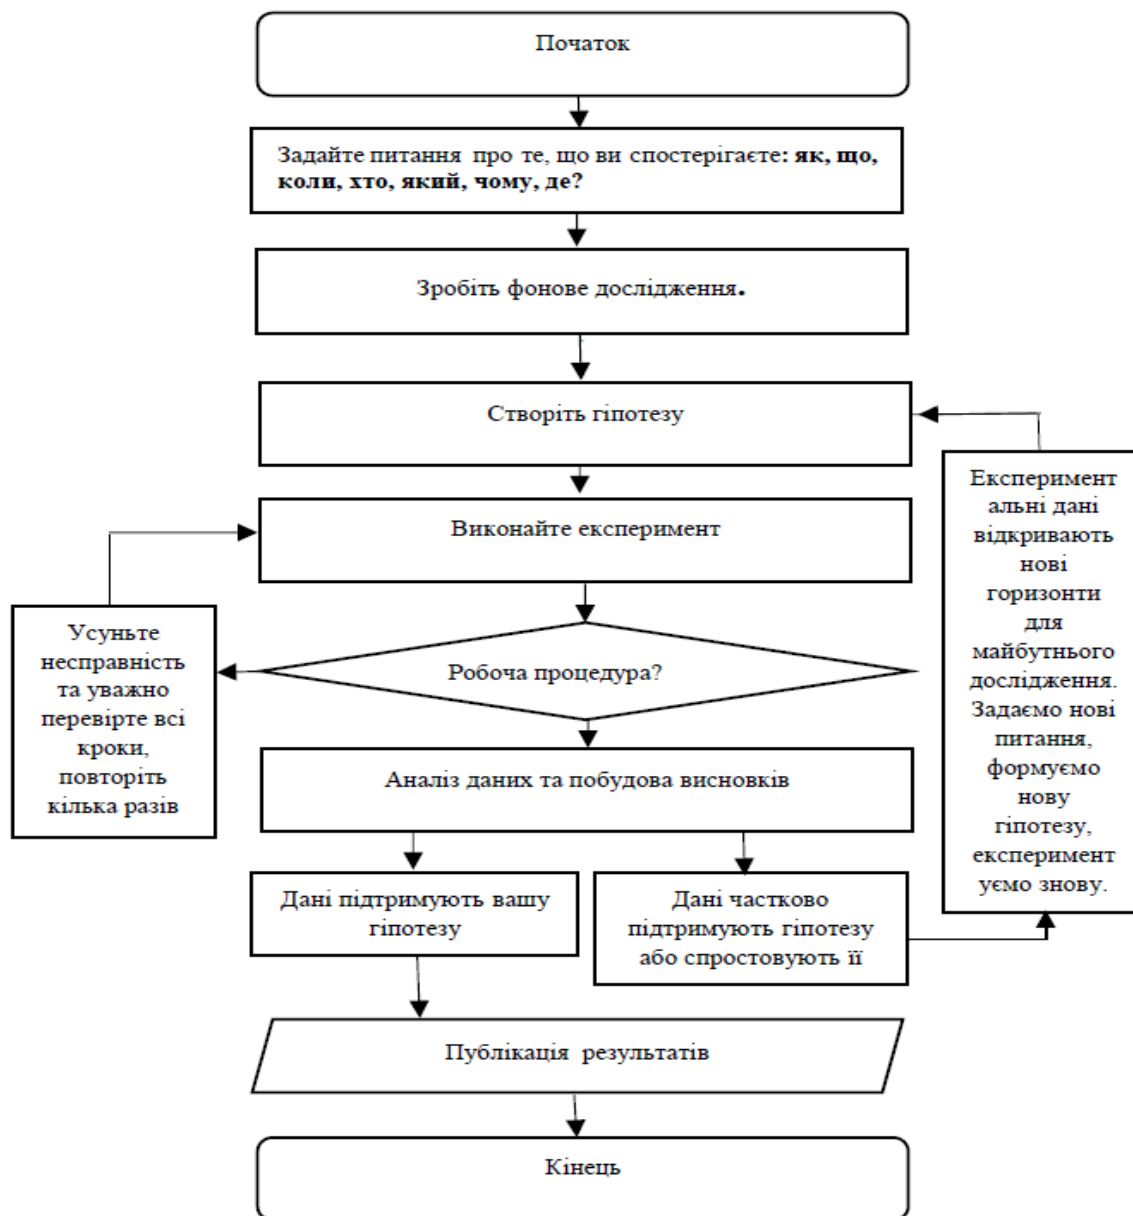 Початок
Задайте питання про те, що ви спостерігаєте: як, що,
коли, хто, який, чому, де?
Зробіть фонове дослідження.
Створіть гіпотезу
Виконайте експеримент
Робоча процедура?
Усуньте
несправність
та уважно
перевірте всі
кроки,
повторіть
кілька разів
Аналіз даних та побудова висновків
Дані підтримують вашу
гіпотезу
Дані частково
підтримують гіпотезу
або спростовують її
Експеримент
альні дані
відкривають
нові
горизонти
для
майбутнього
дослідження.
Задаємо нові
питання,
формуємо
нову
гіпотезу,
експеримент
уємо знову.
Публікація результатів
Кінець